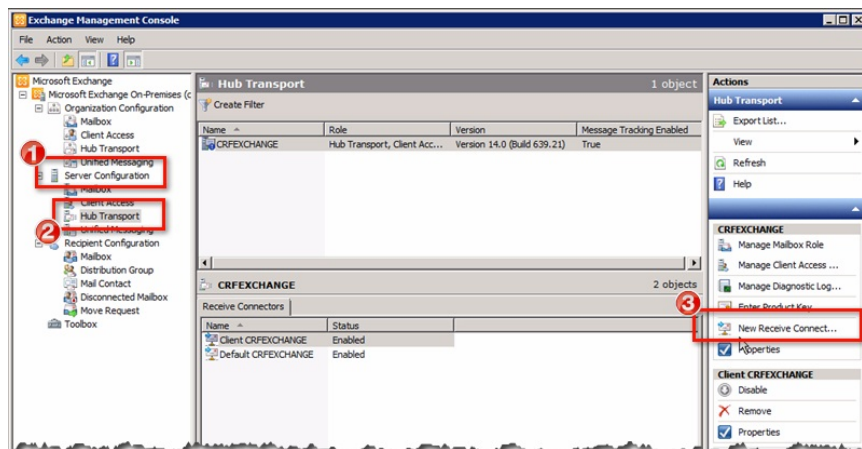 Exchange Management Console
File Action View Help
Microsoft Exchange
Microsoft Exchange On-Premises (c
Organization Configuration
Mailbox
Client Access
Hub Transport
Unified Messaging
Server Configuration
Mailbox
Client Access
Hub Transport
Unified Messaging
Recipient Configuration
Mailbox
Distribution Group
Mail Contact
Disconnected Mailbox
Move Request
Toolbox
1
2
Hub Transport 1 object
Create Filter
Name Role Version Message Tracking Enabled
CRFEXCHANGE Hub Transport, Client Acc... Version 14.0 (Build 639.21) True
CRFEXCHANGE 2 objects
Receive Connectors
Name Status
Client CRFEXCHANGE Enabled
Default CRFEXCHANGE Enabled
Actions
Hub Transport
Export List...
View
Refresh
Help
CRFEXCHANGE
Manage Mailbox Role
Manage Client Access ...
Manage Diagnostic Log...
Enter Product Key...
3
New Receive Connect...
Properties
Client CRFEXCHANGE
Disable
Remove
Properties